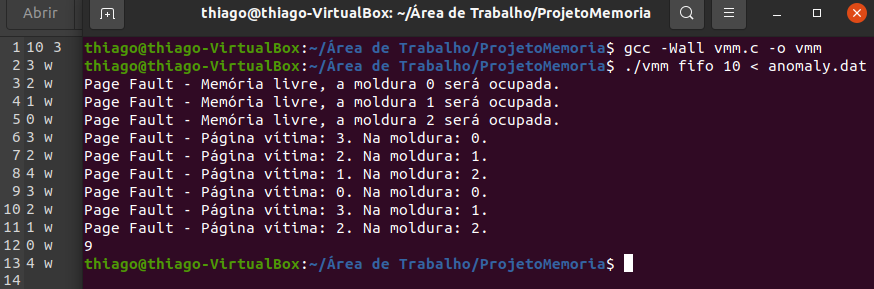 Abrir
thiago@thiago-VirtualBox: ~/Área de Trabalho/ProjetoMemoria
1 10 3
2 3 w
3 2 w
4 1 w
5 0 w
6 3 w
7 2 w
8 4 w
9 3 w
10 2 w
11 1 w
12 0 w
13 4 w
14
thiago@thiago-VirtualBox:~/Área de Trabalho/ProjetoMemoria$ gcc -Wall vmm.c -o vmm
thiago@thiago-VirtualBox:~/Área de Trabalho/ProjetoMemoria$ ./vmm fifo 10 < anomaly.dat
Page Fault - Memória livre, a moldura 0 será ocupada.
Page Fault - Memória livre, a moldura 1 será ocupada.
Page Fault - Memória livre, a moldura 2 será ocupada.
Page Fault - Página vítima: 3. Na moldura: 0.
Page Fault - Página vítima: 2. Na moldura: 1.
Page Fault - Página vítima: 1. Na moldura: 2.
Page Fault - Página vítima: 0. Na moldura: 0.
Page Fault - Página vítima: 3. Na moldura: 1.
Page Fault - Página vítima: 2. Na moldura: 2.
9
thiago@thiago-VirtualBox:~/Área de Trabalho/ProjetoMemoria$